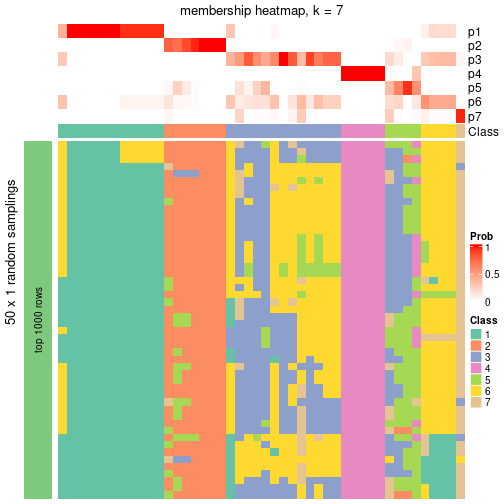 membership heatmap, k = 7
p1
p2
p3
p4
p5
p6
p7
Class
50 x 1 random samplings
top 1000 rows
Prob
1
0.5
0
Class
1
2
3
4
5
6
7